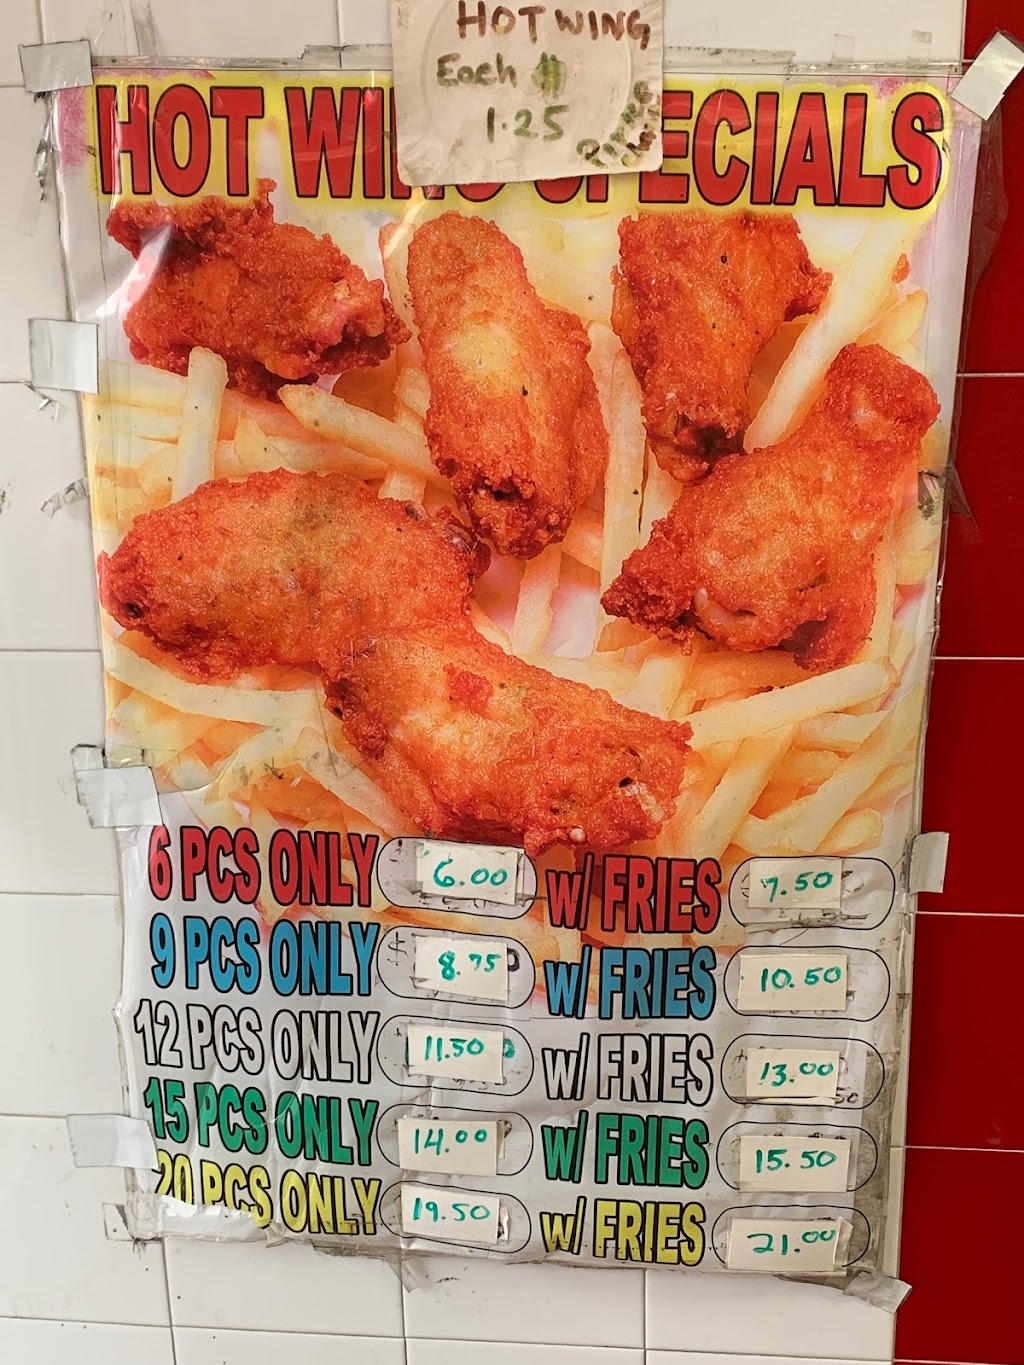 HOT WING
Each $
1.25
HOT WING SPECIALS
6 PCS ONLY $ 6.00 w/ FRIES 7.50
9 PCS ONLY $ 8.75 w/ FRIES 10.50
12 PCS ONLY 11.50 w/ FRIES 13.00
15 PCS ONLY 14.00 w/ FRIES 15.50
20 PCS ONLY 19.50 w/ FRIES 21.00